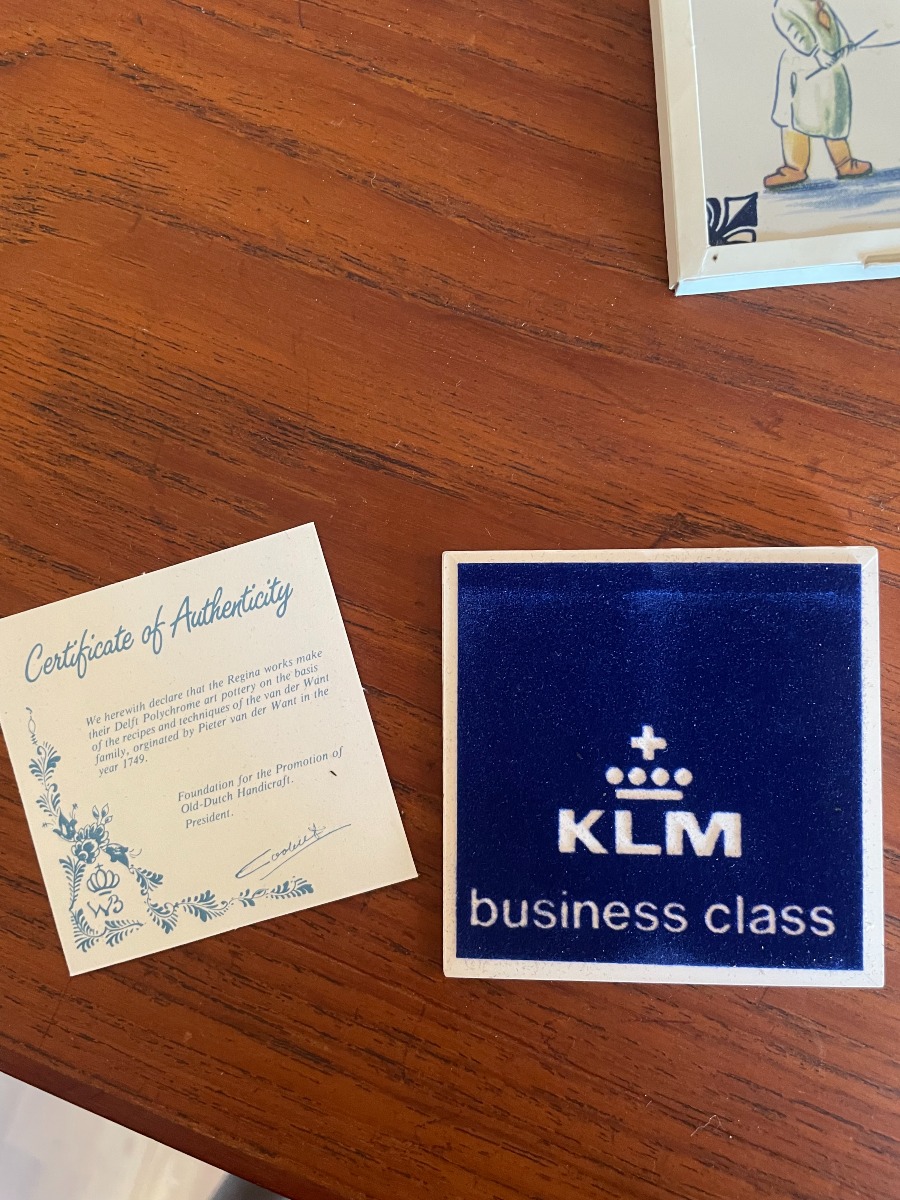 Certificate of Authenticity
We herewith declare that the Regina works make
their Delft Polychrome art pottery on the basis
of the recipes and techniques of the van der Want
family, orginated by Pieter van der Want in the
year 1749.
Foundation for the Promotion of
Old-Dutch Handicraft.
President.
WB
KLM
business class